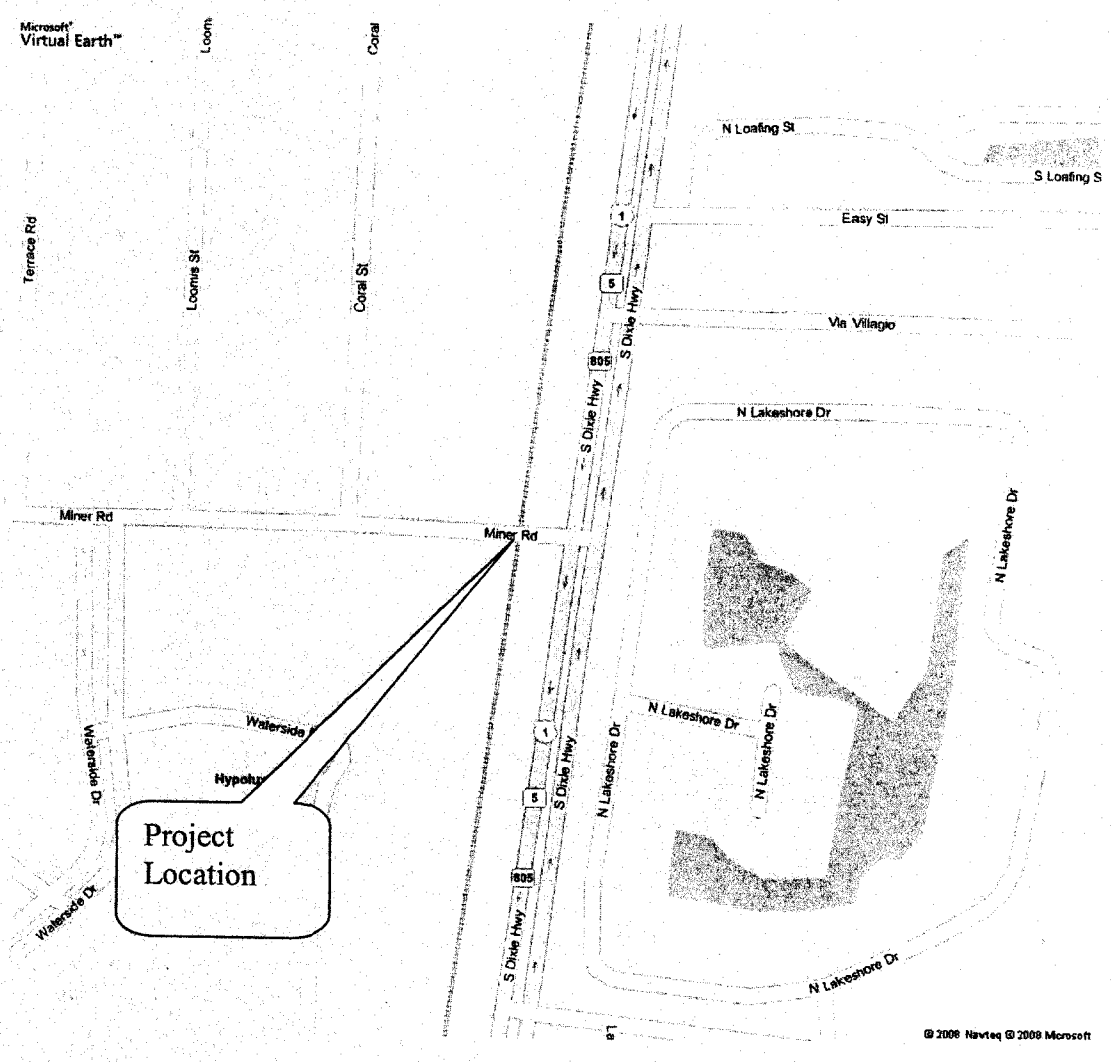 Microsoft®
Virtual Earth™
Loom
Coral
N Loafing St
S Loafing S
Terrace Rd
Loomis St
Coral St
1
Easy St
5
S Dixie Hwy
Via Villagio
805
S Dixie Hwy
N Lakeshore Dr
Miner Rd
Miner Rd
N Lakeshore Dr
N Lakeshore Dr
N Lakeshore Dr
N Lakeshore Dr
Waterside
Waterside Dr
1
Hypolu
5
S Dixie Hwy
Project
Location
805
Waterside Dr
S Dixie Hwy
N Lakeshore Dr
La
© 2008 Navteq © 2008 Microsoft